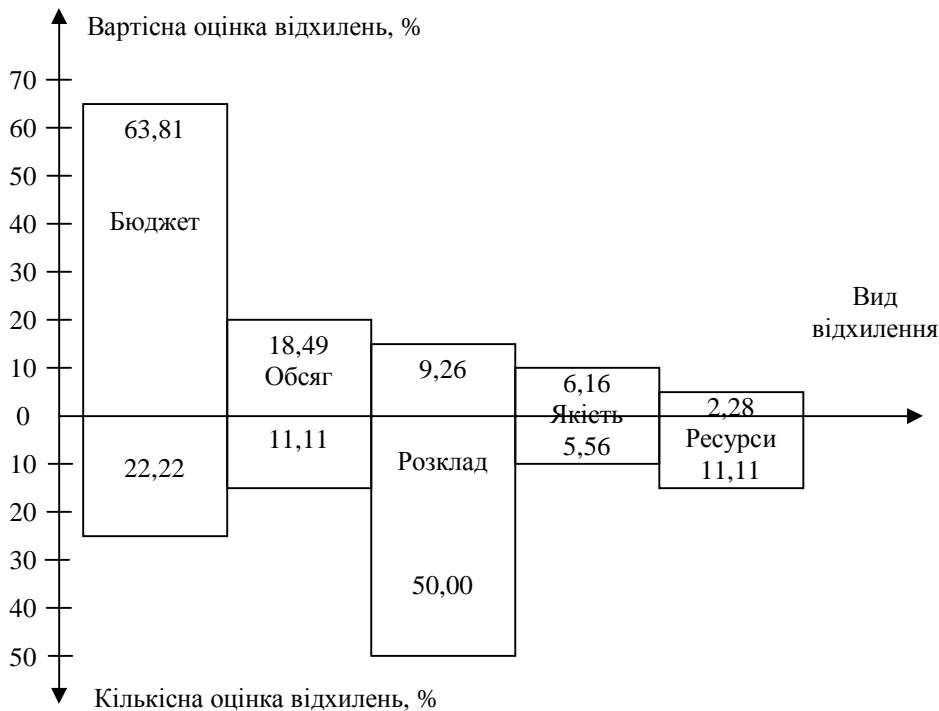 Вартісна оцінка відхилень, %
70
60
50
40
30
20
10
0
10
20
30
40
50
63,81
Бюджет
22,22
18,49
Обсяг
11,11
9,26
Розклад
50,00
6,16
Якість
5,56
2,28
Ресурси
11,11
Вид
відхилення
Кількісна оцінка відхилень, %